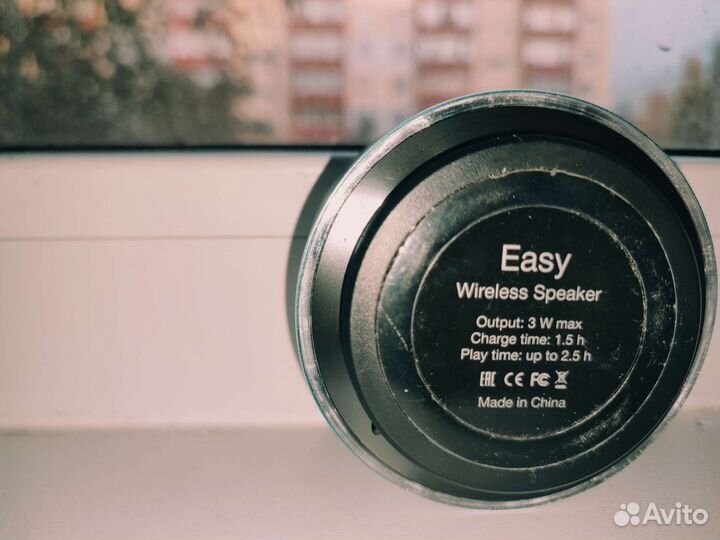 Easy
Wireless Speaker
Output: 3 W max
Charge time: 1.5 h
Play time: up to 2.5 h
EAC CE FC
Made in China
Avito